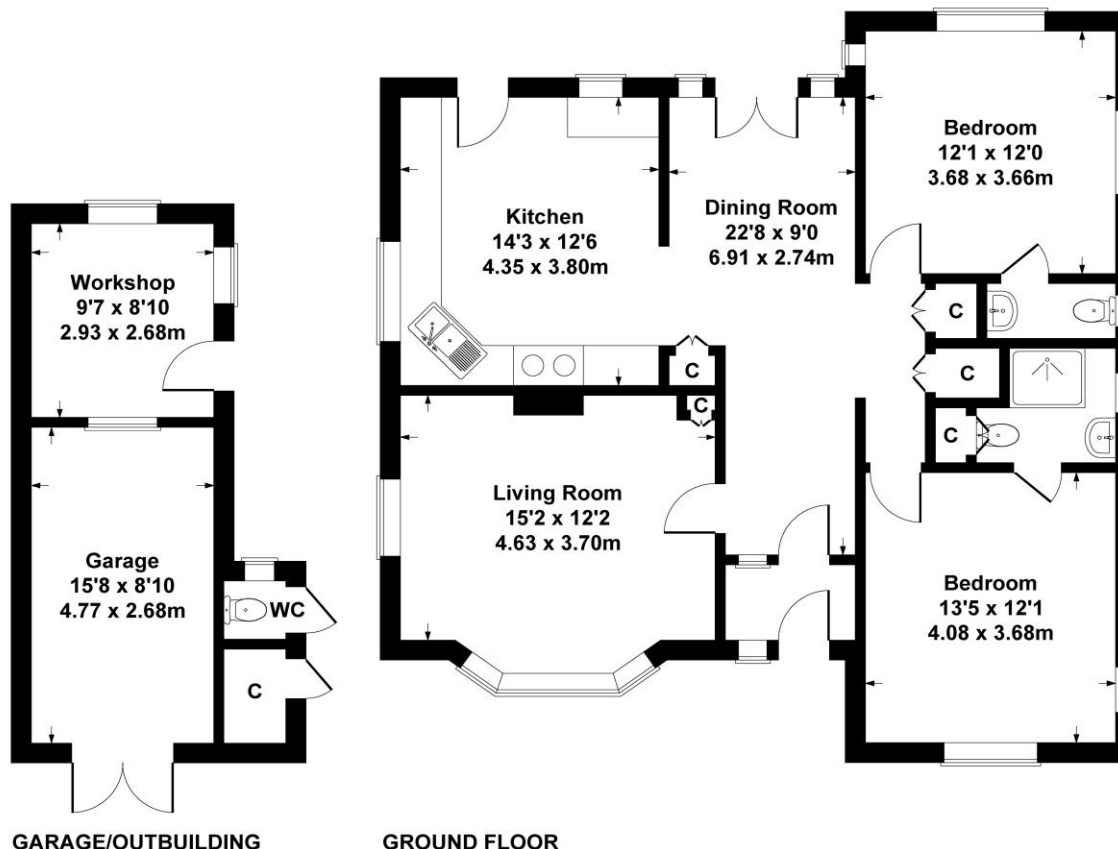 Bedroom
12'1 x 12'0
3.68 x 3.66m
Kitchen
14'3 x 12'6
4.35 x 3.80m
Dining Room
22'8 x 9'0
6.91 x 2.74m
Workshop
9'7 x 8'10
2.93 x 2.68m
C
C
C
C
C
Living Room
15'2 x 12'2
4.63 x 3.70m
Garage
15'8 x 8'10
4.77 x 2.68m
WC
C
Bedroom
13'5 x 12'1
4.08 x 3.68m
GARAGE/OUTBUILDING
GROUND FLOOR